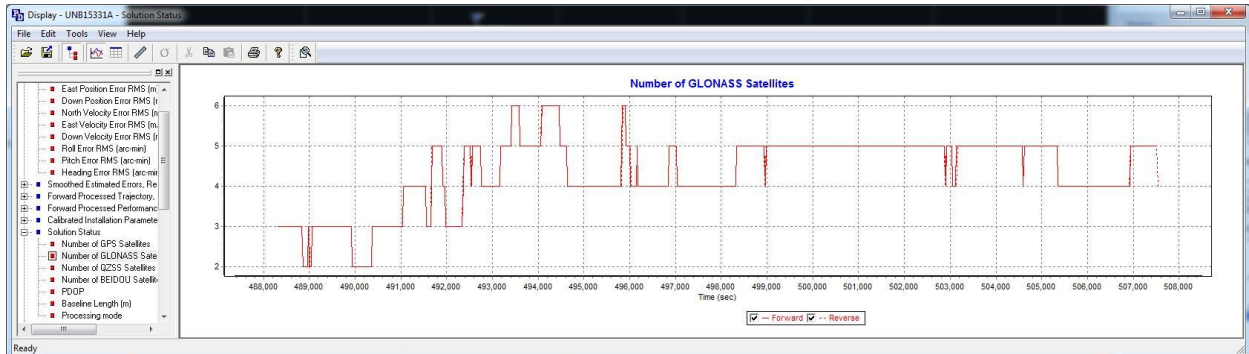 Display - UNB15331A - Solution Status
File Edit Tools View Help
East Position Error RMS (m)
Down Position Error RMS (r
North Velocity Error RMS (n
East Velocity Error RMS (m.
Down Velocity Error RMS (r
Roll Error RMS (arc-min)
Pitch Error RMS (arc-min)
Heading Error RMS (arc-mir
Smoothed Estimated Errors, Re
Forward Processed Trajectory,
Forward Processed Performanc
Calibrated Installation Paramete
Solution Status
Number of GPS Satellites
Number of GLONASS Sate
Number of QZSS Satellites
Number of BEIDOU Satellit
PDOP
Baseline Length (m)
Processing mode
Ready
Number of GLONASS Satellites
6
5
4
3
2
488,000 489,000 490,000 491,000 492,000 493,000 494,000 495,000 496,000 497,000 498,000 499,000 500,000 501,000 502,000 503,000 504,000 505,000 506,000 507,000 508,000
Time (sec)
Forward Reverse